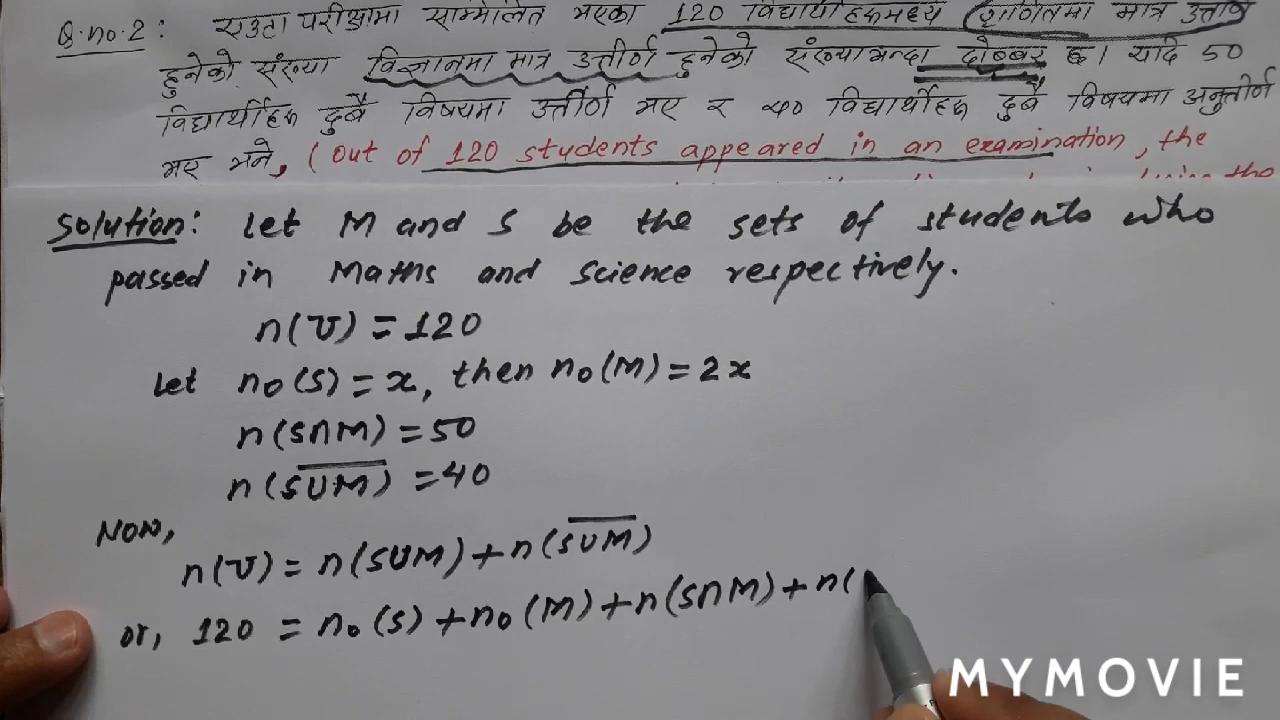 Q.no.2: एउटा परीक्षामा सम्मिलित भएका 120 विद्यार्थीहरूमध्ये गणितमा मात्र उत्तीर्ण
हुनेको संख्या विज्ञानमा मात्र उत्तीर्ण हुनेको संख्याभन्दा दोब्बर छ। यदि 50
विद्यार्थीहरू दुवै विषयमा उत्तीर्ण भए र ४० विद्यार्थीहरू दुवै विषयमा अनुत्तीर्ण
भए भने, (Out of 120 students appeared in an examination, the
Solution: Let M and S be the sets of students who
passed in Maths and Science respectively.
n(U) = 120
Let n₀(S) = x, then n₀(M) = 2x
n(S∩M) = 50
n(S̅U̅M̅) = 40
Now,
n(U) = n(SUM) + n(S̅U̅M̅)
or, 120 = n₀(S) + n₀(M) + n(S∩M) + n(
MYMOVIE